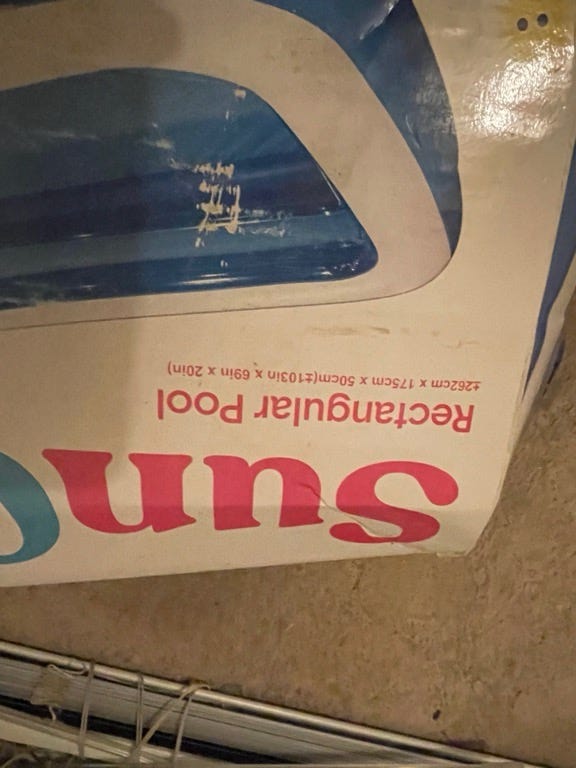 Sun
Rectangular Pool
±262cm x 175cm x 50cm(±103in x 69in x 20in)